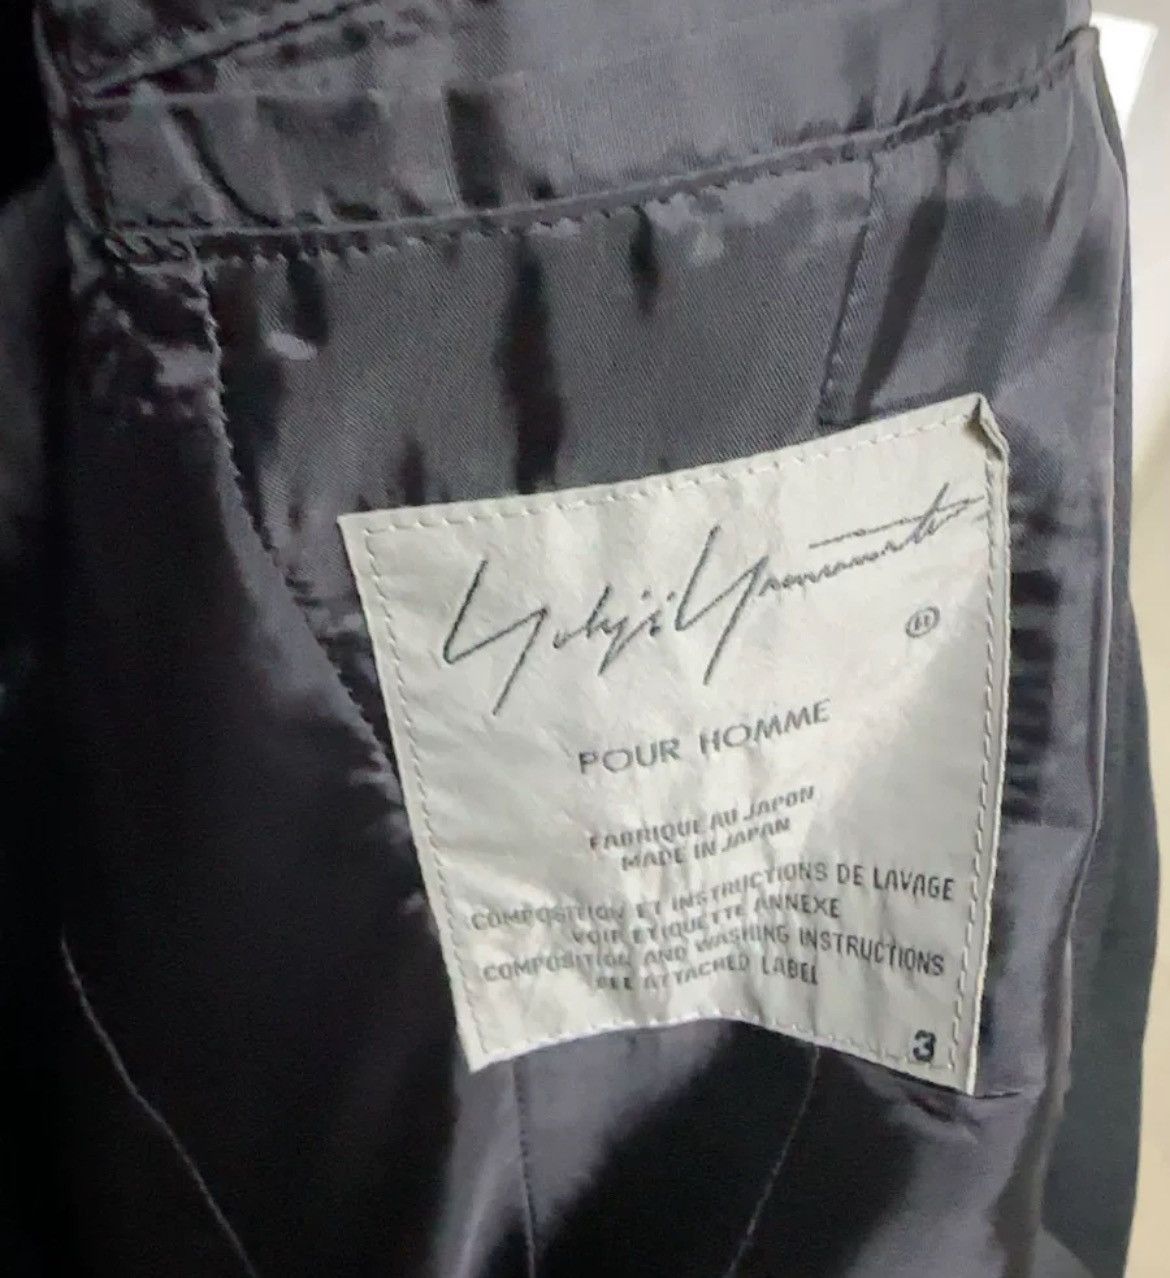 Yohji Yamamoto
POUR HOMME
FABRIQUE AU JAPON
MADE IN JAPAN
COMPOSITION ET INSTRUCTIONS DE LAVAGE
VOIR ETIQUETTE ANNEXE
COMPOSITION AND WASHING INSTRUCTIONS
SEE ATTACHED LABEL
3